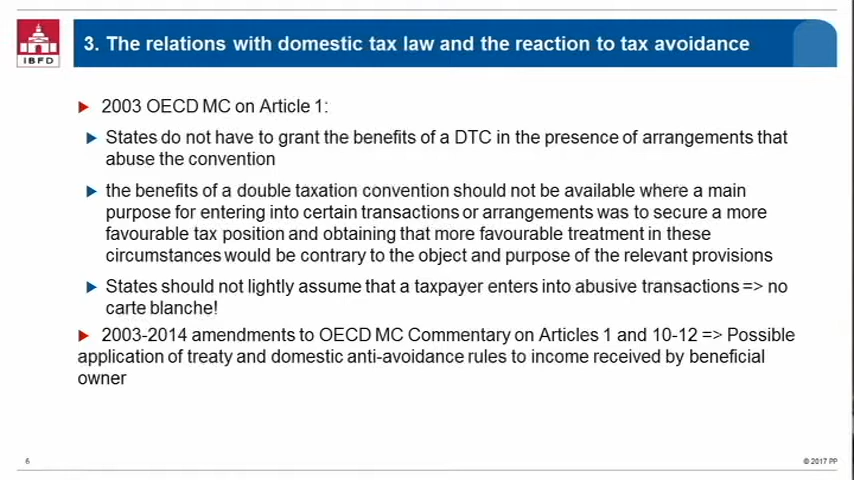 IBFD
3. The relations with domestic tax law and the reaction to tax avoidance
2003 OECD MC on Article 1:
States do not have to grant the benefits of a DTC in the presence of arrangements that
abuse the convention
the benefits of a double taxation convention should not be available where a main
purpose for entering into certain transactions or arrangements was to secure a more
favourable tax position and obtaining that more favourable treatment in these
circumstances would be contrary to the object and purpose of the relevant provisions
States should not lightly assume that a taxpayer enters into abusive transactions => no
carte blanche!
2003-2014 amendments to OECD MC Commentary on Articles 1 and 10-12 => Possible
application of treaty and domestic anti-avoidance rules to income received by beneficial
owner
6
© 2017 PP